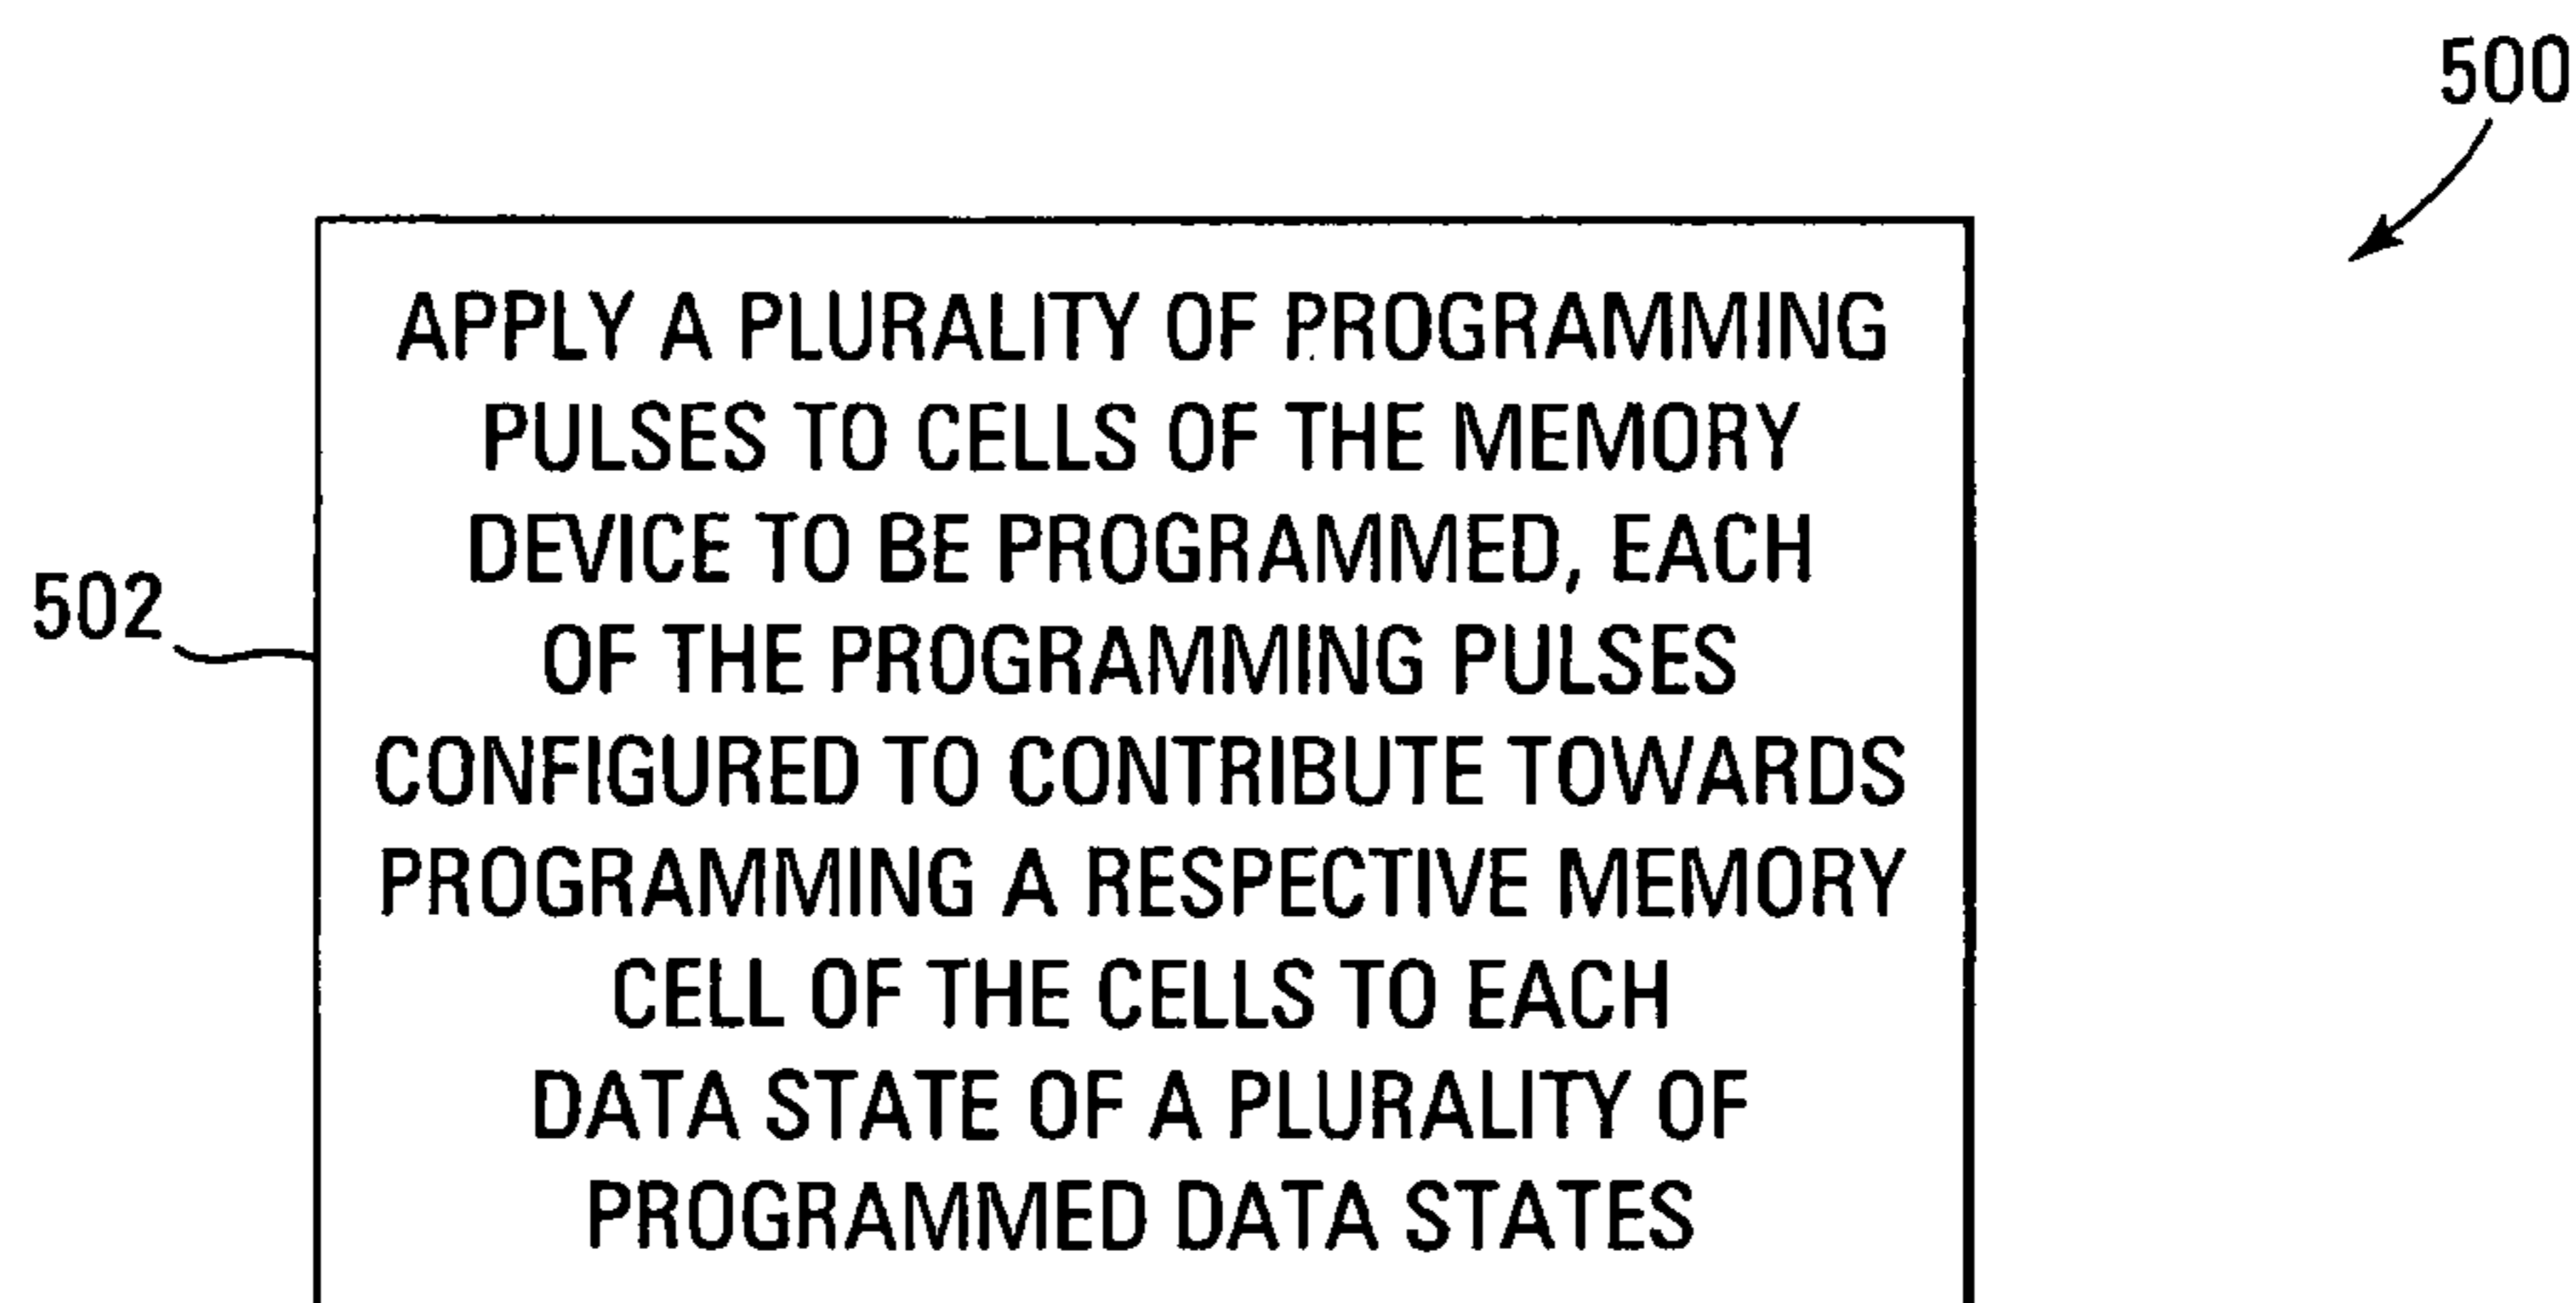 500
APPLY A PLURALITY OF PROGRAMMING
PULSES TO CELLS OF THE MEMORY
DEVICE TO BE PROGRAMMED, EACH
502
OF THE PROGRAMMING PULSES
CONFIGURED TO CONTRIBUTE TOWARDS
PROGRAMMING A RESPECTIVE MEMORY
CELL OF THE CELLS TO EACH
DATA STATE OF A PLURALITY OF
PROGRAMMED DATA STATES